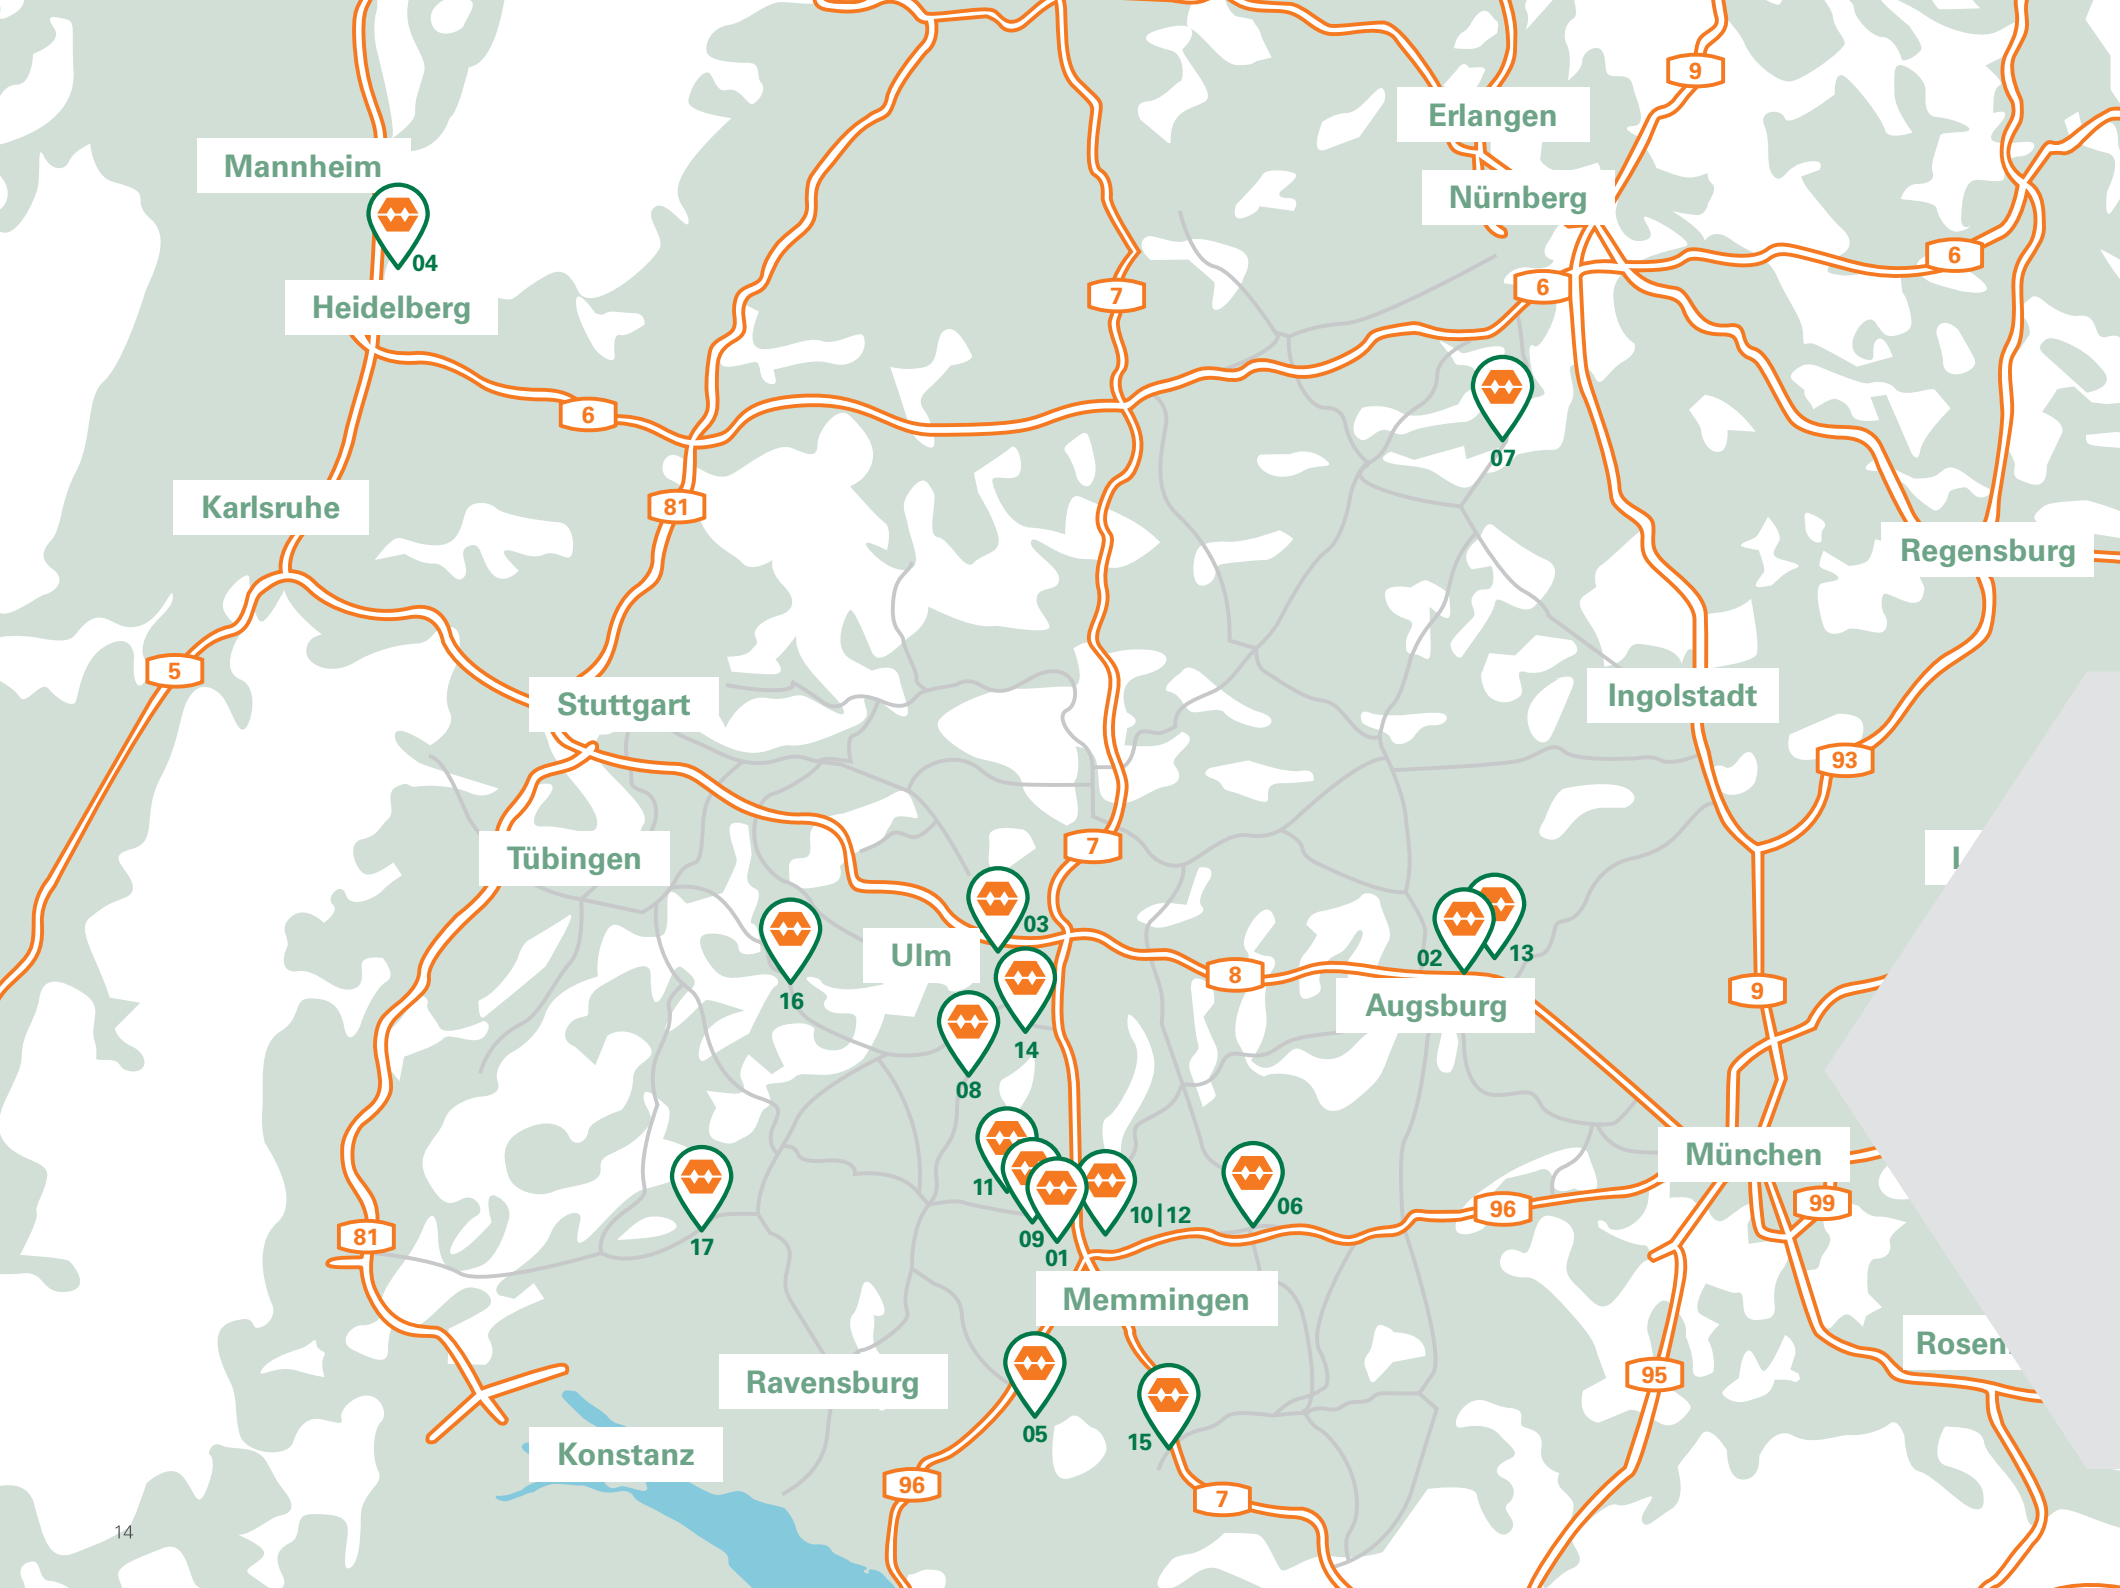 9
Erlangen
Mannheim
Nürnberg
04
6
6
7
Heidelberg
6
07
Karlsruhe
81
Regensburg
5
Stuttgart
Ingolstadt
93
7
Tübingen
03
02
13
Ulm
8
9
16
Augsburg
14
08
München
11
10|12
06
96
99
09
01
17
81
Memmingen
Rosen
Ravensburg
95
05
15
Konstanz
96
7
14